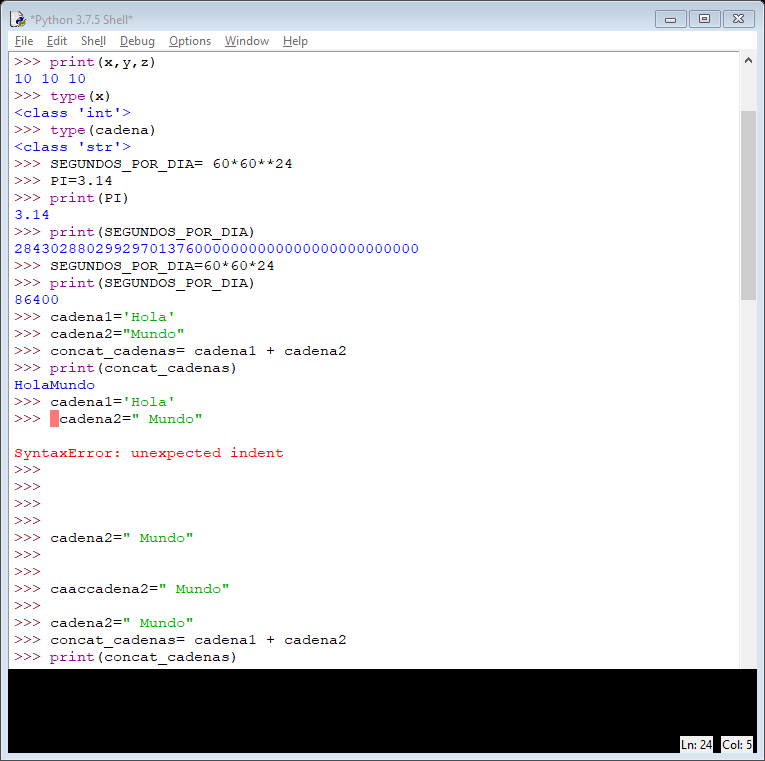 *Python 3.7.5 Shell*
File Edit Shell Debug Options Window Help
>>> print(x,y,z)
10 10 10
>>> type(x)
<class 'int'>
>>> type(cadena)
<class 'str'>
>>> SEGUNDOS_POR_DIA= 60*60**24
>>> PI=3.14
>>> print(PI)
3.14
>>> print(SEGUNDOS_POR_DIA)
284302880299297013760000000000000000000000000
>>> SEGUNDOS_POR_DIA=60*60*24
>>> print(SEGUNDOS_POR_DIA)
86400
>>> cadena1='Hola'
>>> cadena2="Mundo"
>>> concat_cadenas= cadena1 + cadena2
>>> print(concat_cadenas)
HolaMundo
>>> cadena1='Hola'
>>>  cadena2=" Mundo"
SyntaxError: unexpected indent
>>>
>>>
>>>
>>>
>>> cadena2=" Mundo"
>>>
>>>
>>> caaccadena2=" Mundo"
>>>
>>> cadena2=" Mundo"
>>> concat_cadenas= cadena1 + cadena2
>>> print(concat_cadenas)
Ln: 24 Col: 5